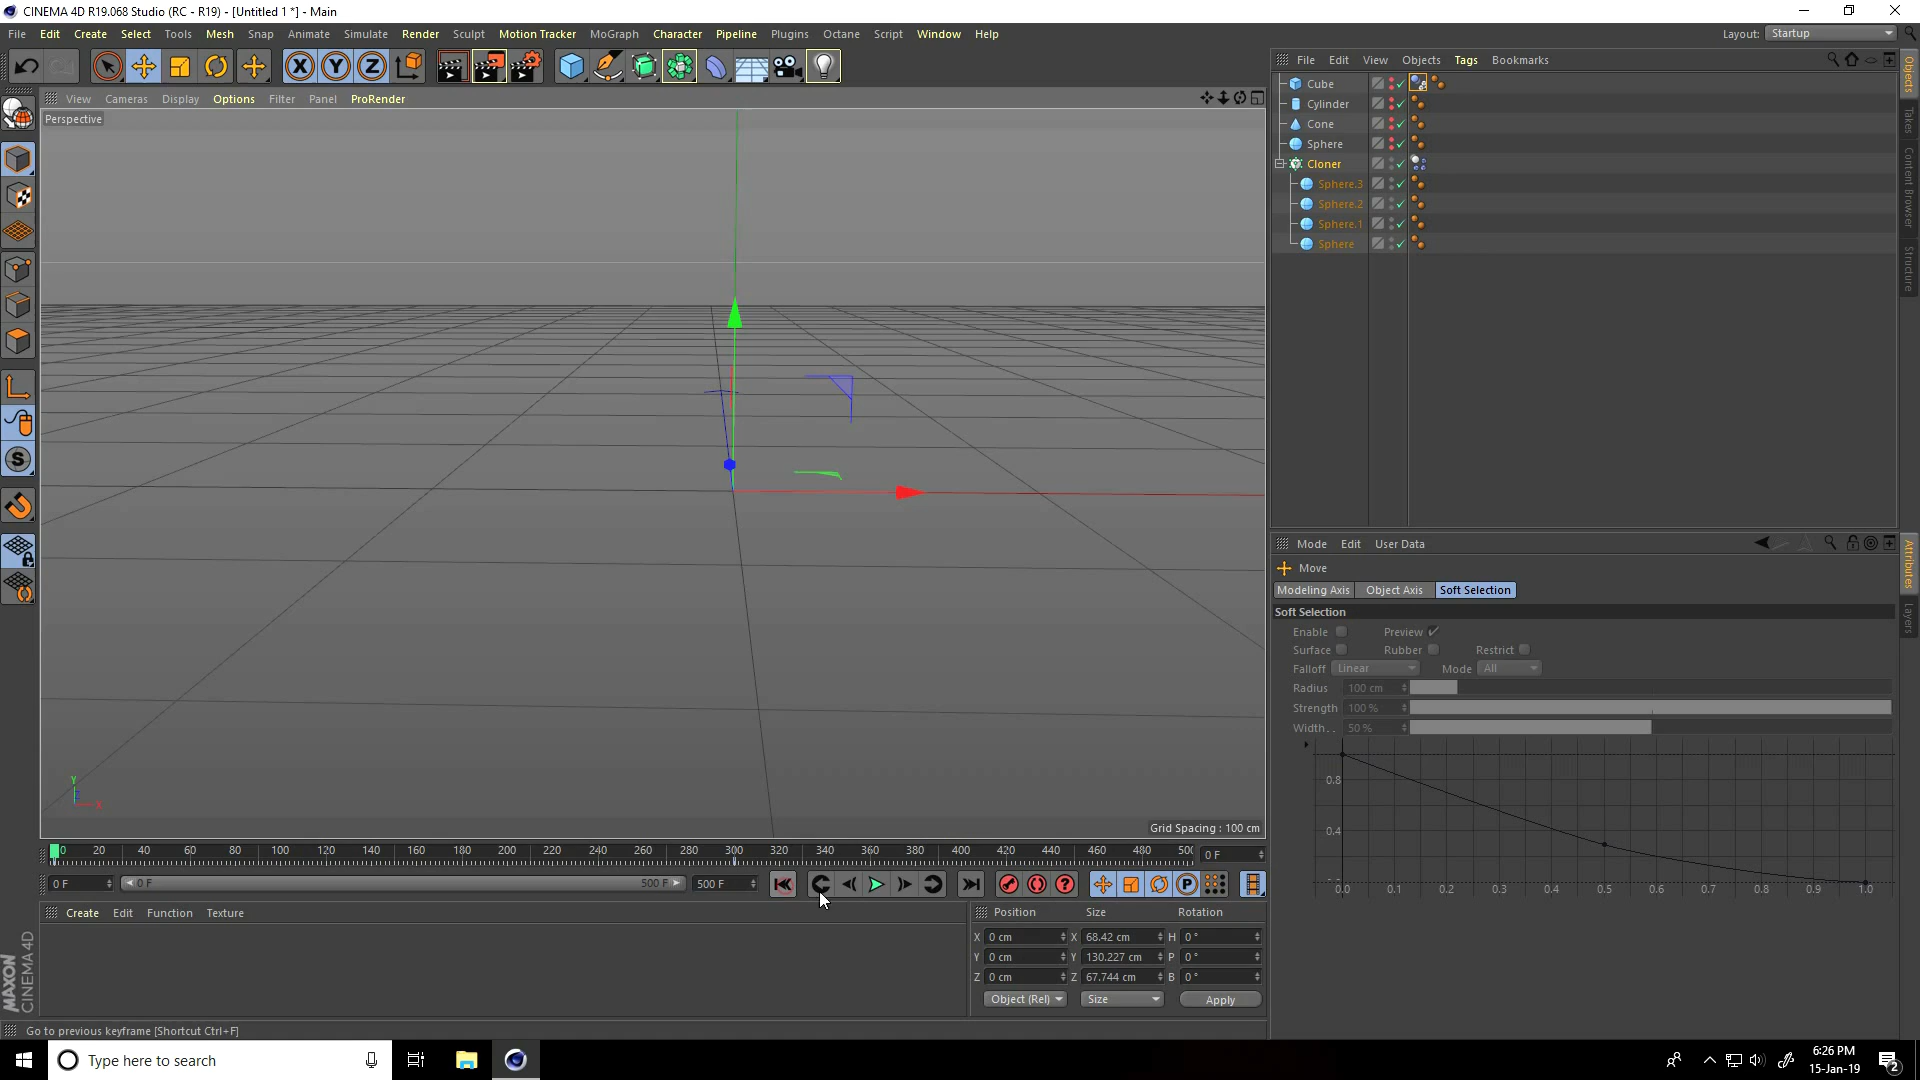 CINEMA 4D R19.068 Studio (RC - R19) - [Untitled 1 *] - Main
File Edit Create Select Tools Mesh Snap Animate Simulate Render Sculpt Motion Tracker MoGraph Character Pipeline Plugins Octane Script Window Help
Layout: Startup
X Y Z
File Edit View Objects Tags Bookmarks
View Cameras Display Options Filter Panel ProRender
Perspective
Cube
Cylinder
Cone
Sphere
Cloner
Sphere.3
Sphere.2
Sphere.1
Sphere
Objects
Takes
Content Browser
Structure
Mode Edit User Data
Move
Modeling Axis Object Axis Soft Selection
Soft Selection
Enable Preview
Surface Rubber Restrict
Falloff Linear Mode All
Radius 100 cm
Strength 100 %
Width.. 50 %
0.8
0.4
0.0 0.1 0.2 0.3 0.4 0.5 0.6 0.7 0.8 0.9 1.0
Attributes
Layers
S
Y
X
Grid Spacing : 100 cm
0 20 40 60 80 100 120 140 160 180 200 220 240 260 280 300 320 340 360 380 400 420 440 460 480 500
0 F
0 F 0 F 500 F 500 F
P
Create Edit Function Texture
Position Size Rotation
X 0 cm X 68.42 cm H 0 °
Y 0 cm Y 130.227 cm P 0 °
Z 0 cm Z 67.744 cm B 0 °
Object (Rel) Size Apply
MAXON
CINEMA 4D
Go to previous keyframe [Shortcut Ctrl+F]
Type here to search
6:26 PM
15-Jan-19
2